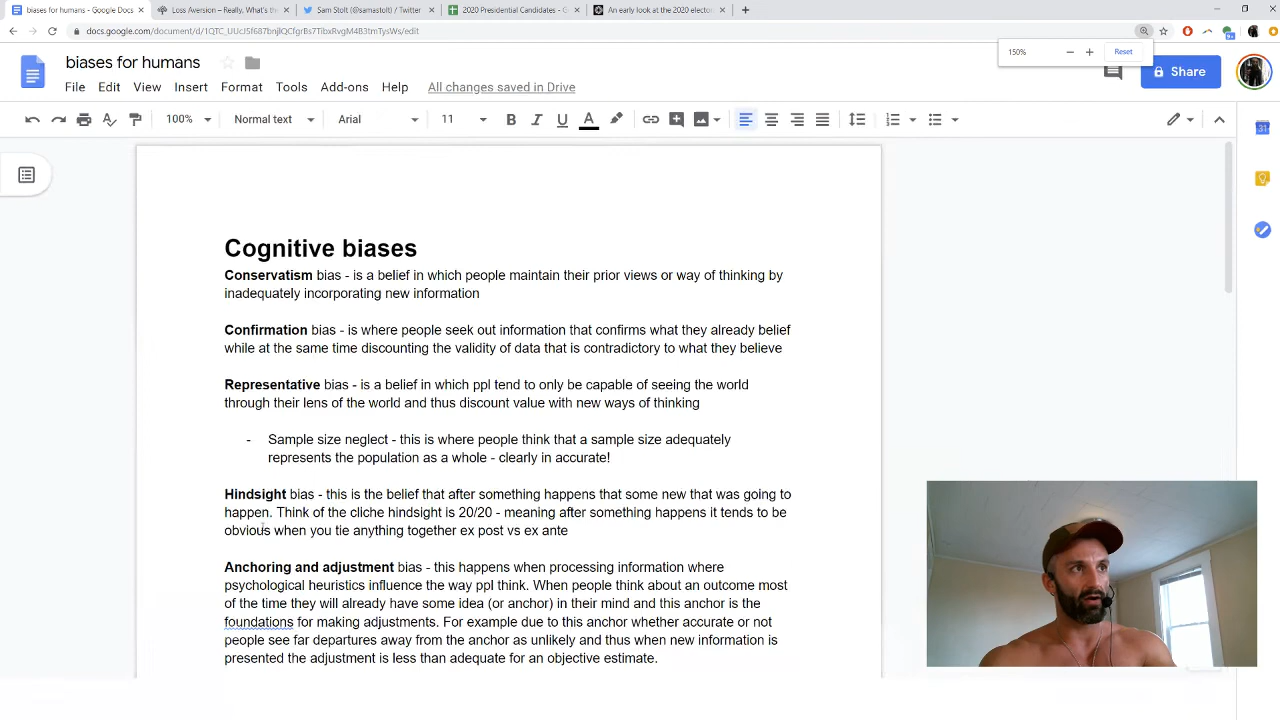 biases for humans - Google Docs
Loss Aversion – Really, What's th
Sam Stolt (@samastolt) / Twitter
2020 Presidential Candidates - G
An early look at the 2020 elector
docs.google.com/document/d/1QTC_UUcJ5f687bnjlQCfgrBs7TibxRvgM4B3tmTysWs/edit
150%
Reset
biases for humans
Share
File Edit View Insert Format Tools Add-ons Help All changes saved in Drive
100% Normal text Arial 11 B I U A
31
Cognitive biases
Conservatism bias - is a belief in which people maintain their prior views or way of thinking by
inadequately incorporating new information
Confirmation bias - is where people seek out information that confirms what they already belief
while at the same time discounting the validity of data that is contradictory to what they believe
Representative bias - is a belief in which ppl tend to only be capable of seeing the world
through their lens of the world and thus discount value with new ways of thinking
- Sample size neglect - this is where people think that a sample size adequately
represents the population as a whole - clearly in accurate!
Hindsight bias - this is the belief that after something happens that some new that was going to
happen. Think of the cliche hindsight is 20/20 - meaning after something happens it tends to be
obvious when you tie anything together ex post vs ex ante
Anchoring and adjustment bias - this happens when processing information where
psychological heuristics influence the way ppl think. When people think about an outcome most
of the time they will already have some idea (or anchor) in their mind and this anchor is the
foundations for making adjustments. For example due to this anchor whether accurate or not
people see far departures away from the anchor as unlikely and thus when new information is
presented the adjustment is less than adequate for an objective estimate.